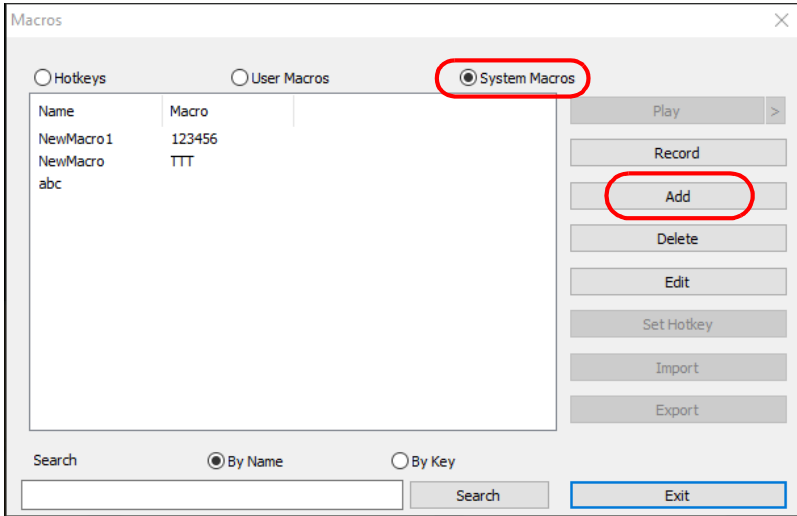 Macros
Hotkeys User Macros System Macros
Name Macro
NewMacro1 123456
NewMacro TTT
abc
Play >
Record
Add
Delete
Edit
Set Hotkey
Import
Export
Search By Name By Key
Search Exit